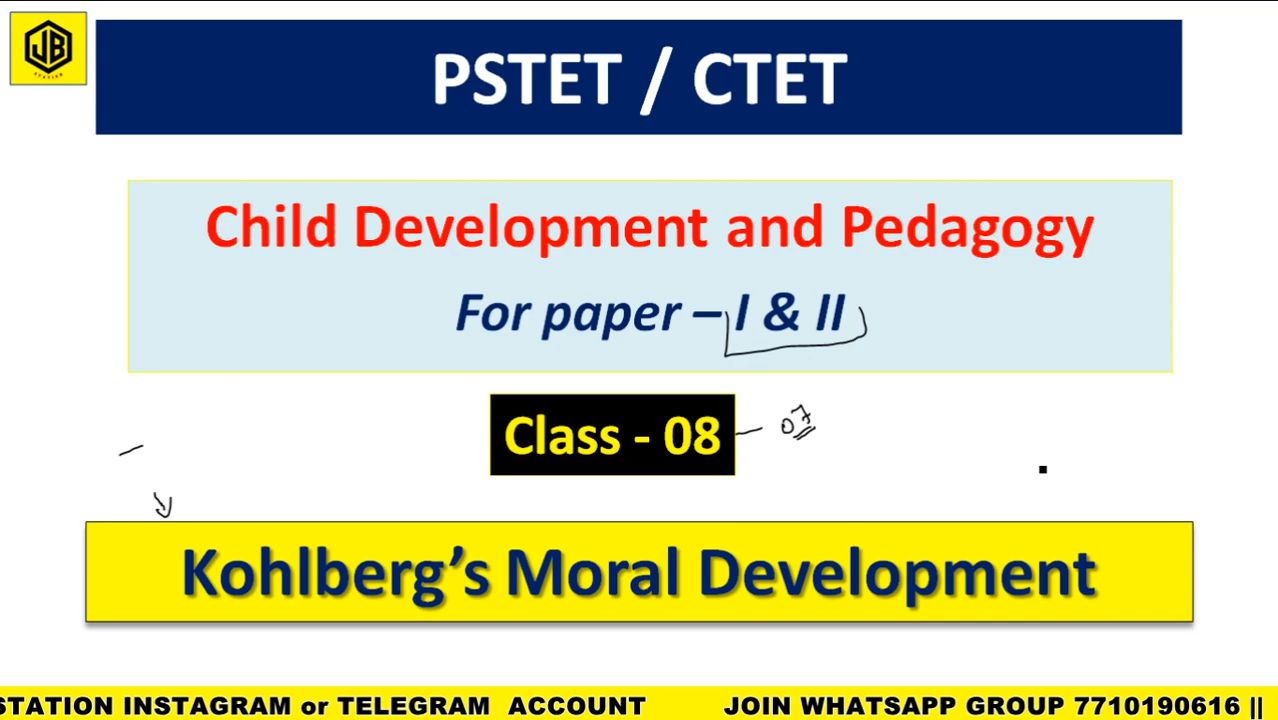 JB
STATION
PSTET / CTET
Child Development and Pedagogy
For paper – I & II
Class - 08
07
Kohlberg’s Moral Development
STATION INSTAGRAM or TELEGRAM ACCOUNT JOIN WHATSAPP GROUP 7710190616 ||